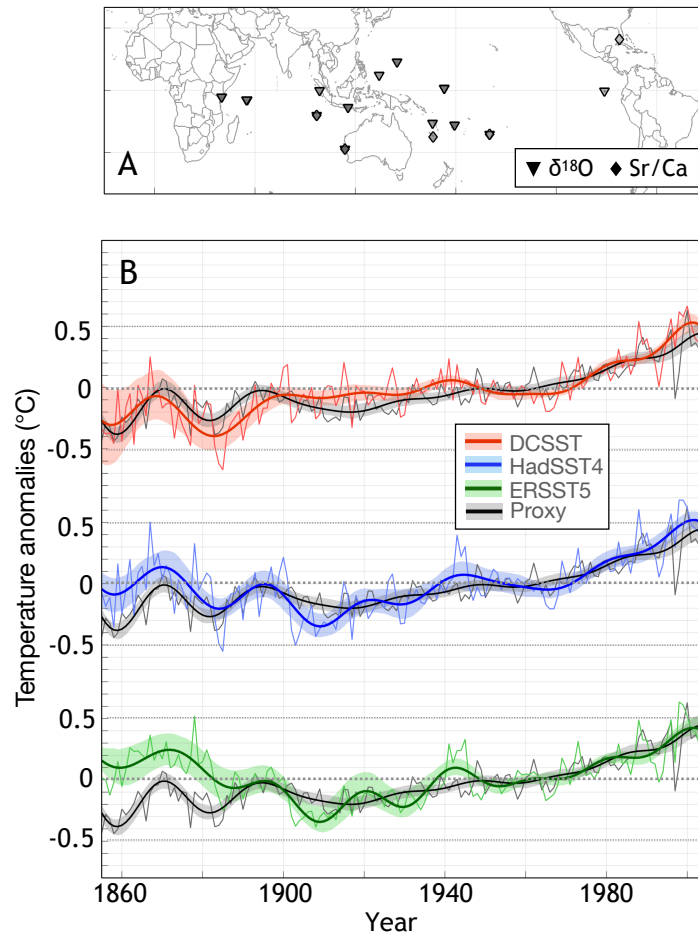 A
δ¹⁸O Sr/Ca
B
Temperature anomalies (°C)
0.5
0
-0.5
DCSST
HadSST4
ERSST5
Proxy
0.5
0
-0.5
0.5
0
-0.5
1860 1900 1940 1980
Year